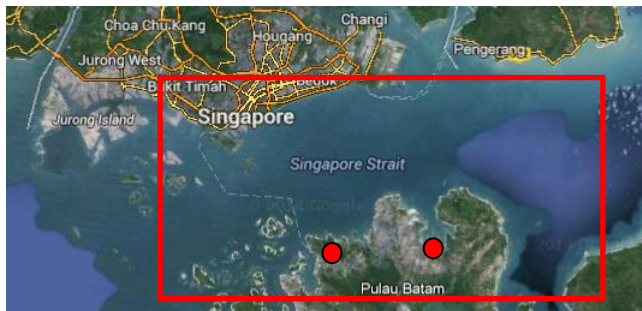 Changi
Choa Chu Kang
Hougang
Pengerang
Jurong West
Bukit Timah
Bedok
Jurong Island
Singapore
Singapore Strait
Pulau Batam